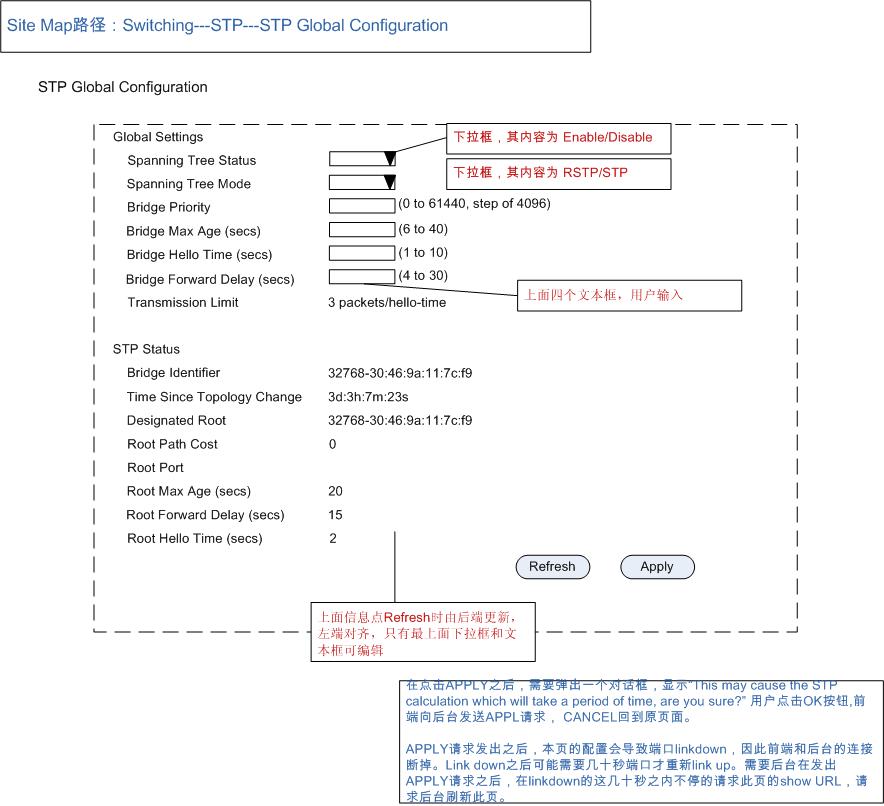 Site Map路径：Switching---STP---STP Global Configuration
STP Global Configuration
Global Settings
下拉框，其内容为 Enable/Disable
Spanning Tree Status
Spanning Tree Mode
下拉框，其内容为 RSTP/STP
Bridge Priority (0 to 61440, step of 4096)
Bridge Max Age (secs) (6 to 40)
Bridge Hello Time (secs) (1 to 10)
Bridge Forward Delay (secs) (4 to 30)
上面四个文本框，用户输入
Transmission Limit 3 packets/hello-time
STP Status
Bridge Identifier 32768-30:46:9a:11:7c:f9
Time Since Topology Change 3d:3h:7m:23s
Designated Root 32768-30:46:9a:11:7c:f9
Root Path Cost 0
Root Port
Root Max Age (secs) 20
Root Forward Delay (secs) 15
Root Hello Time (secs) 2
Refresh Apply
上面信息点Refresh时由后端更新，
左端对齐，只有最上面下拉框和文
本框可编辑
在点击APPLY之后，需要弹出一个对话框，显示“This may cause the STP
calculation which will take a period of time, are you sure?” 用户点击OK按钮,前
端向后台发送APPL请求， CANCEL回到原页面。
APPLY请求发出之后，本页的配置会导致端口linkdown，因此前端和后台的连接
断掉。Link down之后可能需要几十秒端口才重新link up。需要后台在发出
APPLY请求之后，在linkdown的这几十秒之内不停的请求此页的show URL，请
求后台刷新此页。